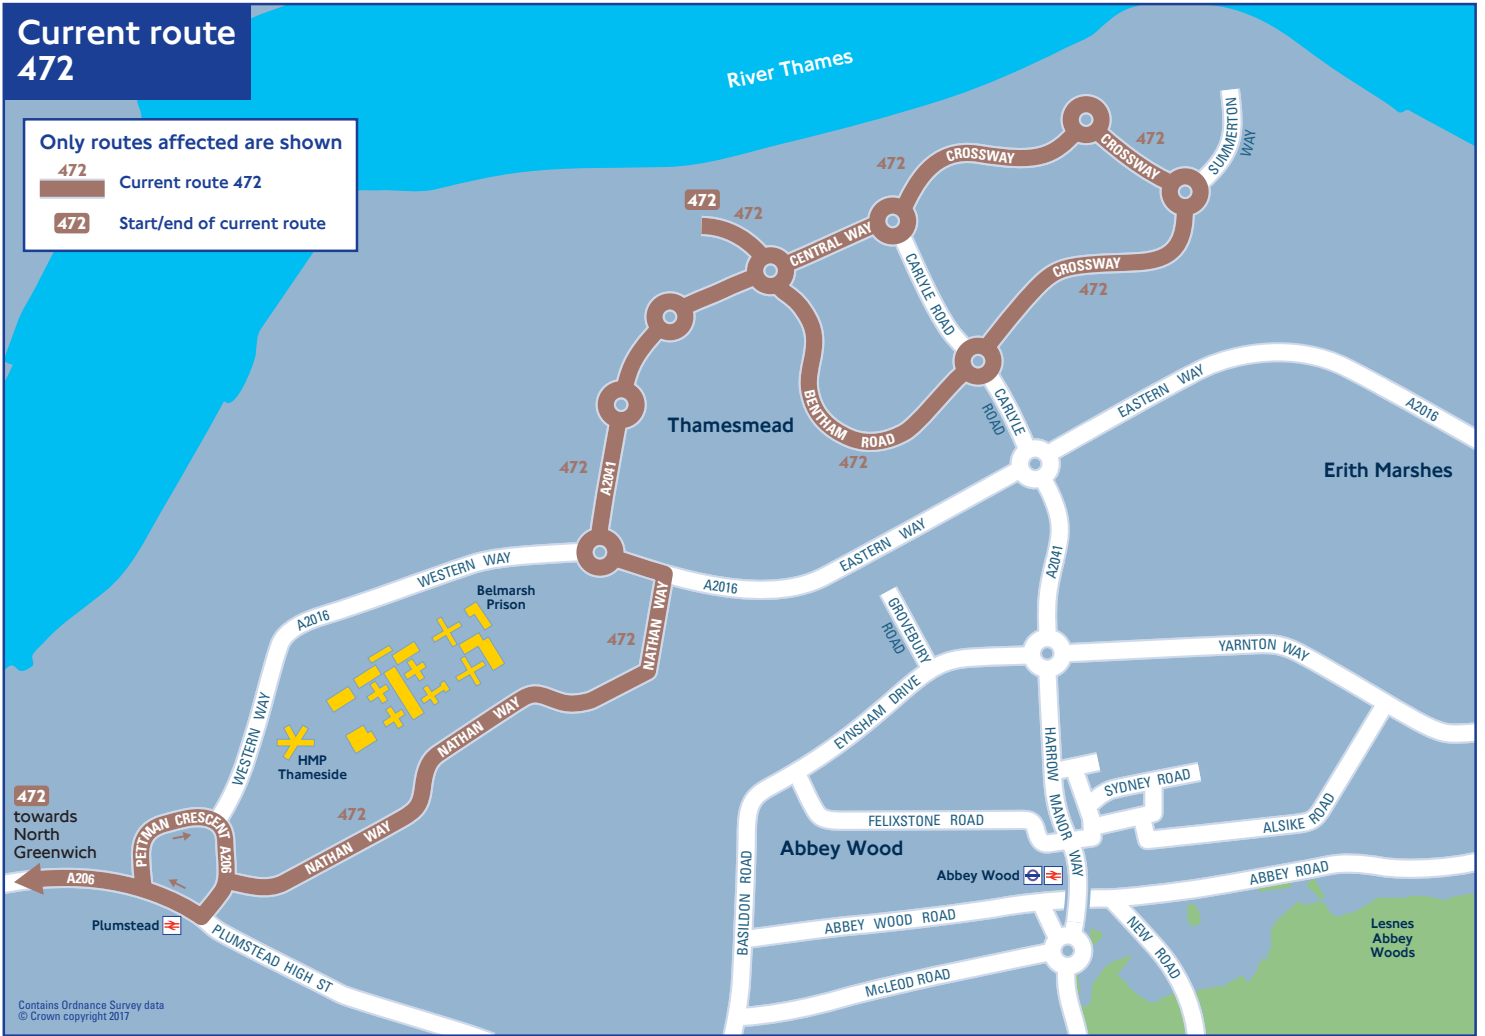 Current route
472
Only routes affected are shown
472
Current route 472
472
Start/end of current route
River Thames
472
472
CENTRAL WAY
472
CROSSWAY
CROSSWAY
472
SUMMERTON
WAY
CARLYLE ROAD
CROSSWAY
472
BENTHAM ROAD
472
CARLYLE
ROAD
Thamesmead
EASTERN WAY
A2016
Erith Marshes
472
A2041
EASTERN WAY
A2016
WESTERN WAY
A2016
WESTERN WAY
Belmarsh
Prison
HMP
Thameside
472
NATHAN WAY
NATHAN WAY
472
NATHAN WAY
A2041
GROVEBURY
ROAD
EYNSHAM DRIVE
YARNTON WAY
HARROW MANOR WAY
SYDNEY ROAD
FELIXSTONE ROAD
ALSIKE ROAD
Abbey Wood
Abbey Wood
ABBEY ROAD
ABBEY WOOD ROAD
BASILDON ROAD
McLEOD ROAD
NEW ROAD
Lesnes
Abbey
Woods
472
towards
North
Greenwich
PETTMAN CRESCENT
A206
A206
Plumstead
PLUMSTEAD HIGH ST
Contains Ordnance Survey data
© Crown copyright 2017